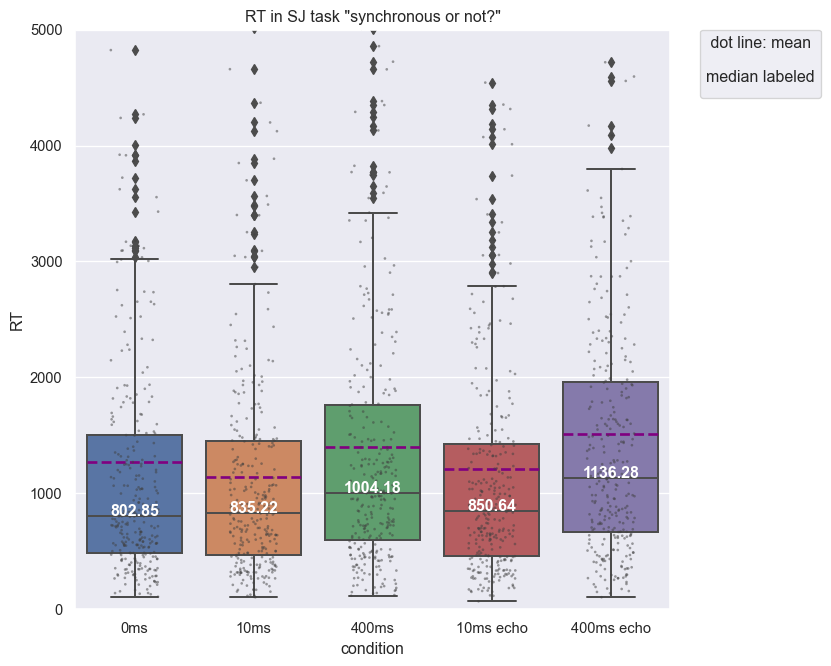 RT in SJ task "synchronous or not?"
dot line: mean
median labeled
5000
4000
3000
2000
1000
0
RT
802.85
835.22
1004.18
850.64
1136.28
0ms
10ms
400ms
10ms echo
400ms echo
condition